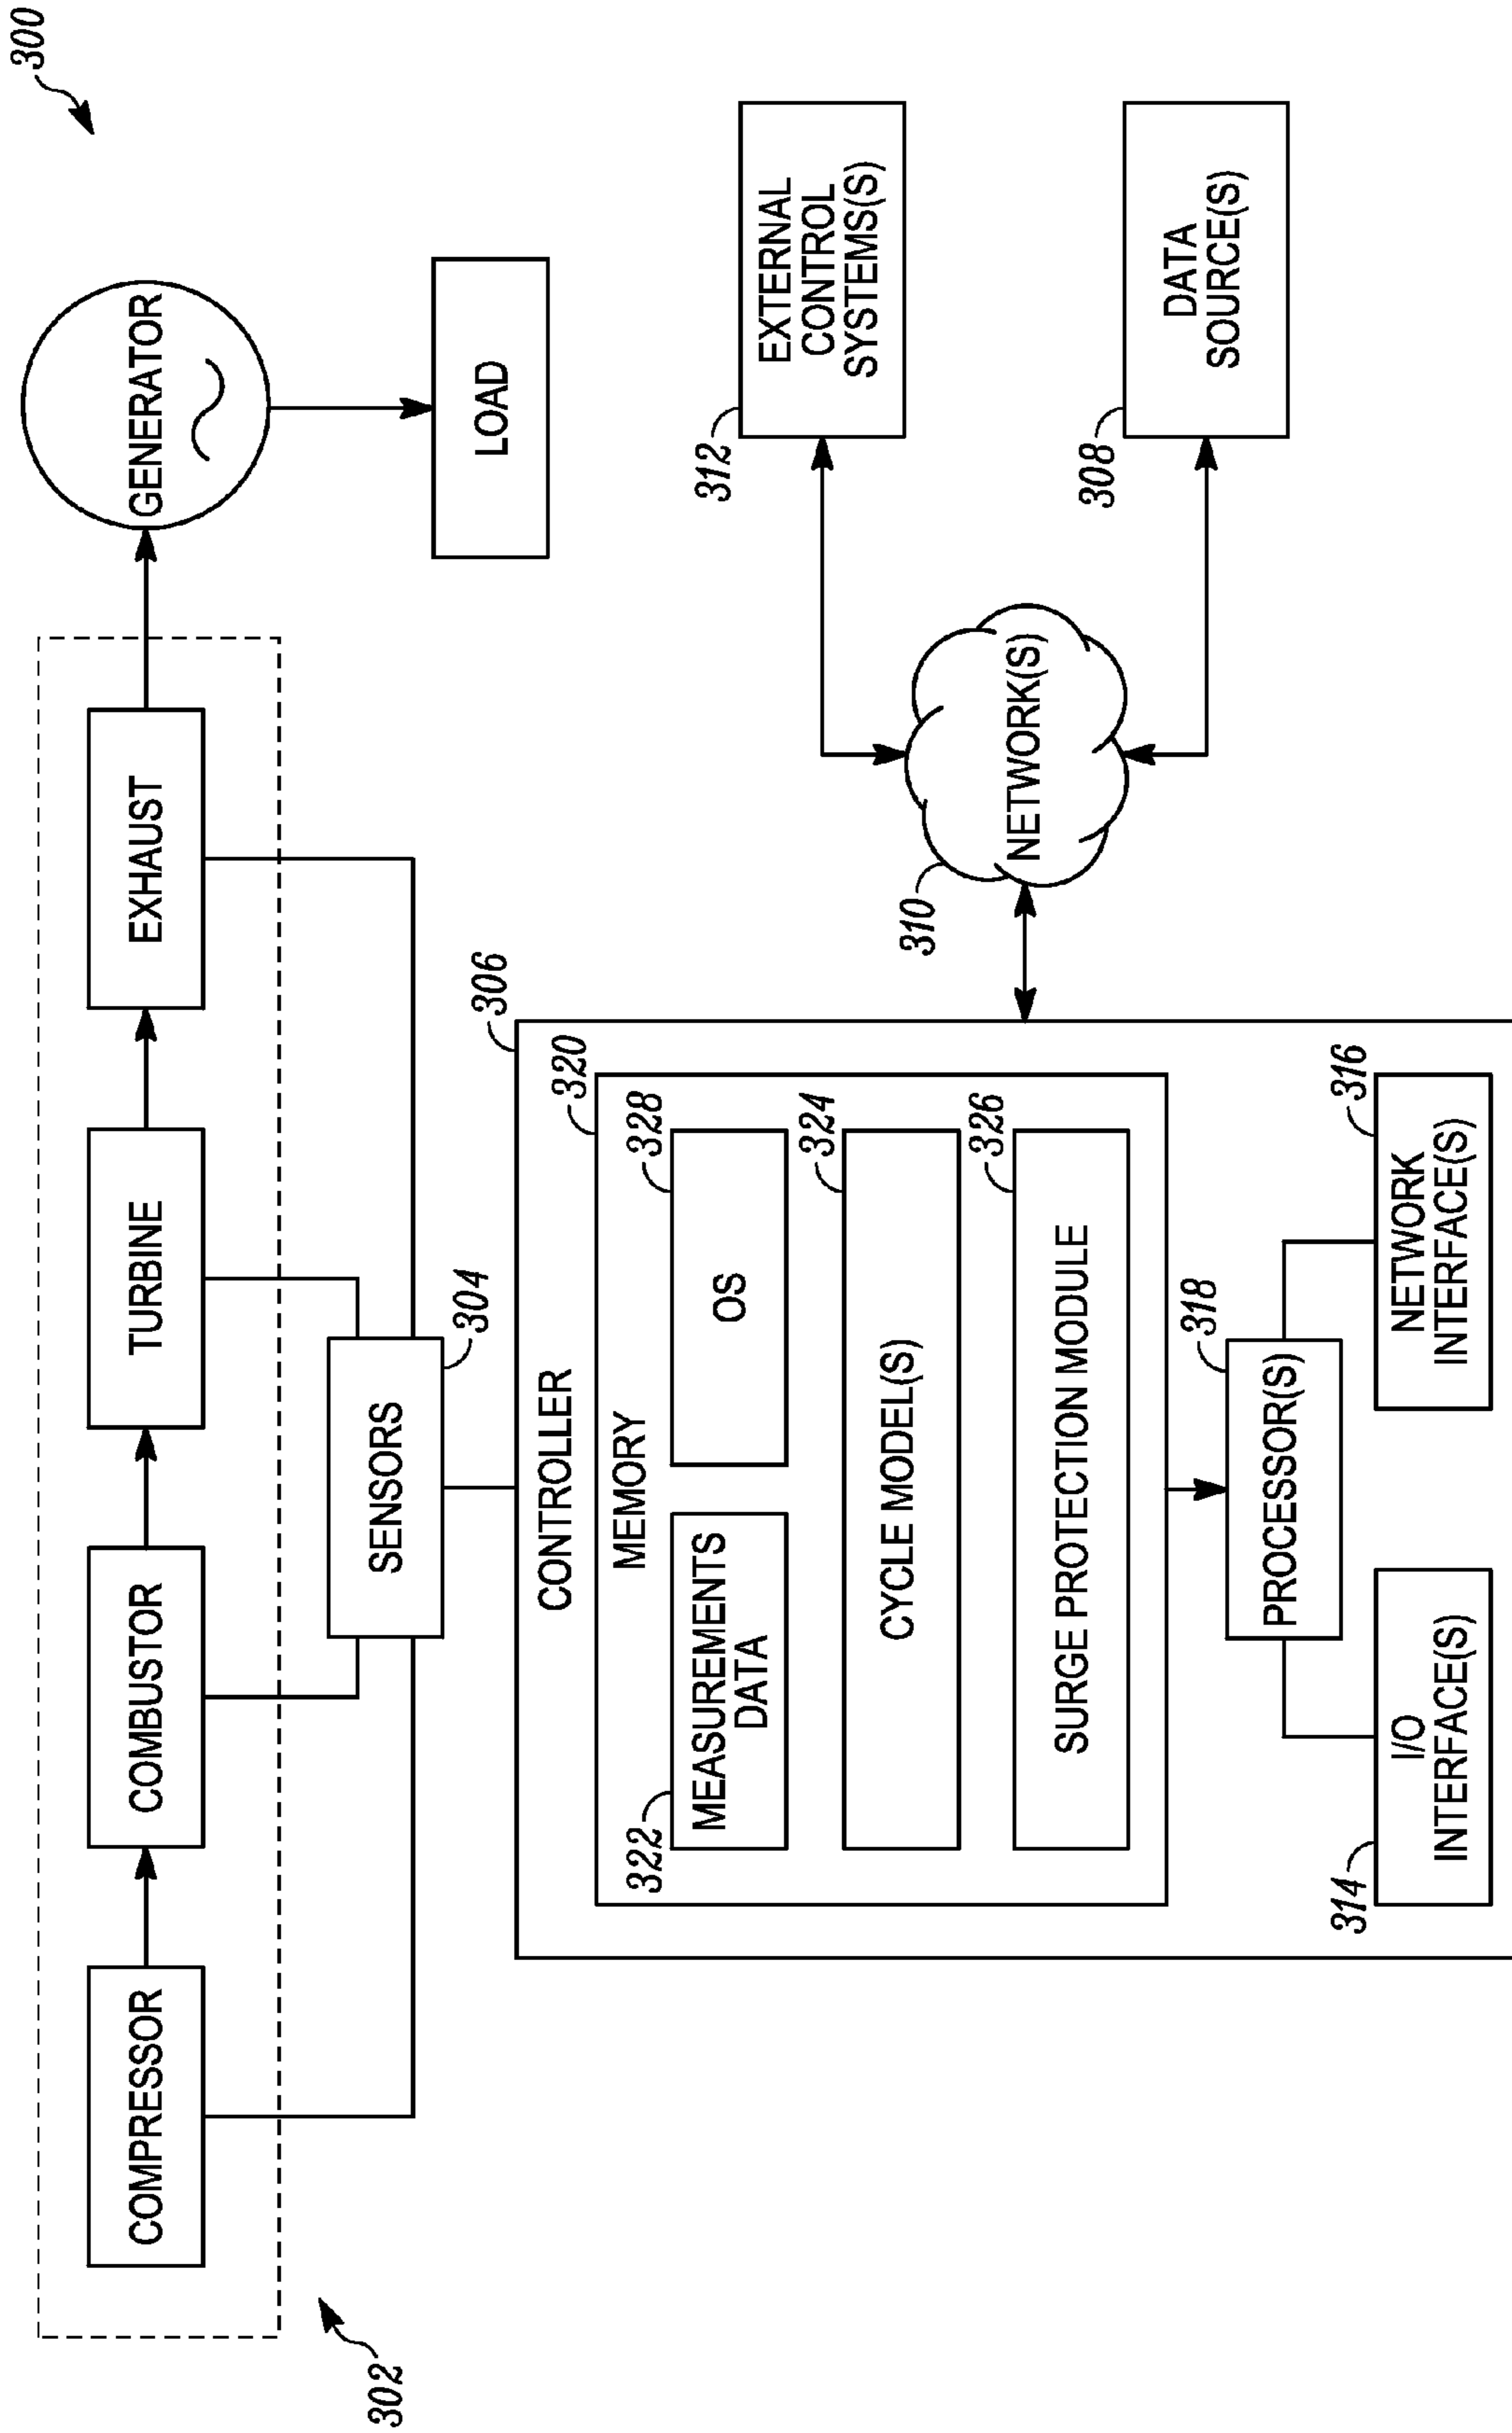 300
COMPRESSOR
COMBUSTOR
TURBINE
EXHAUST
GENERATOR
302
SENSORS
304
LOAD
CONTROLLER
306
MEMORY
320
322
MEASUREMENTS
DATA
328
OS
324
CYCLE MODEL(S)
326
SURGE PROTECTION MODULE
318
PROCESSOR(S)
314
I/O
INTERFACE(S)
316
NETWORK
INTERFACE(S)
310
NETWORK(S)
312
EXTERNAL
CONTROL
SYSTEMS(S)
308
DATA
SOURCE(S)